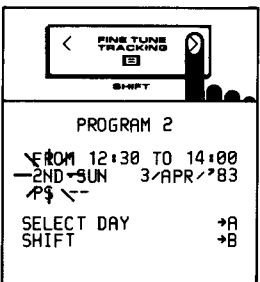 FINE TUNE
TRACKING
SHIFT
PROGRAM 2
FROM 12:30 TO 14:00
2ND-SUN 3/APR/'83
P$ --
SELECT DAY →A
SHIFT →B